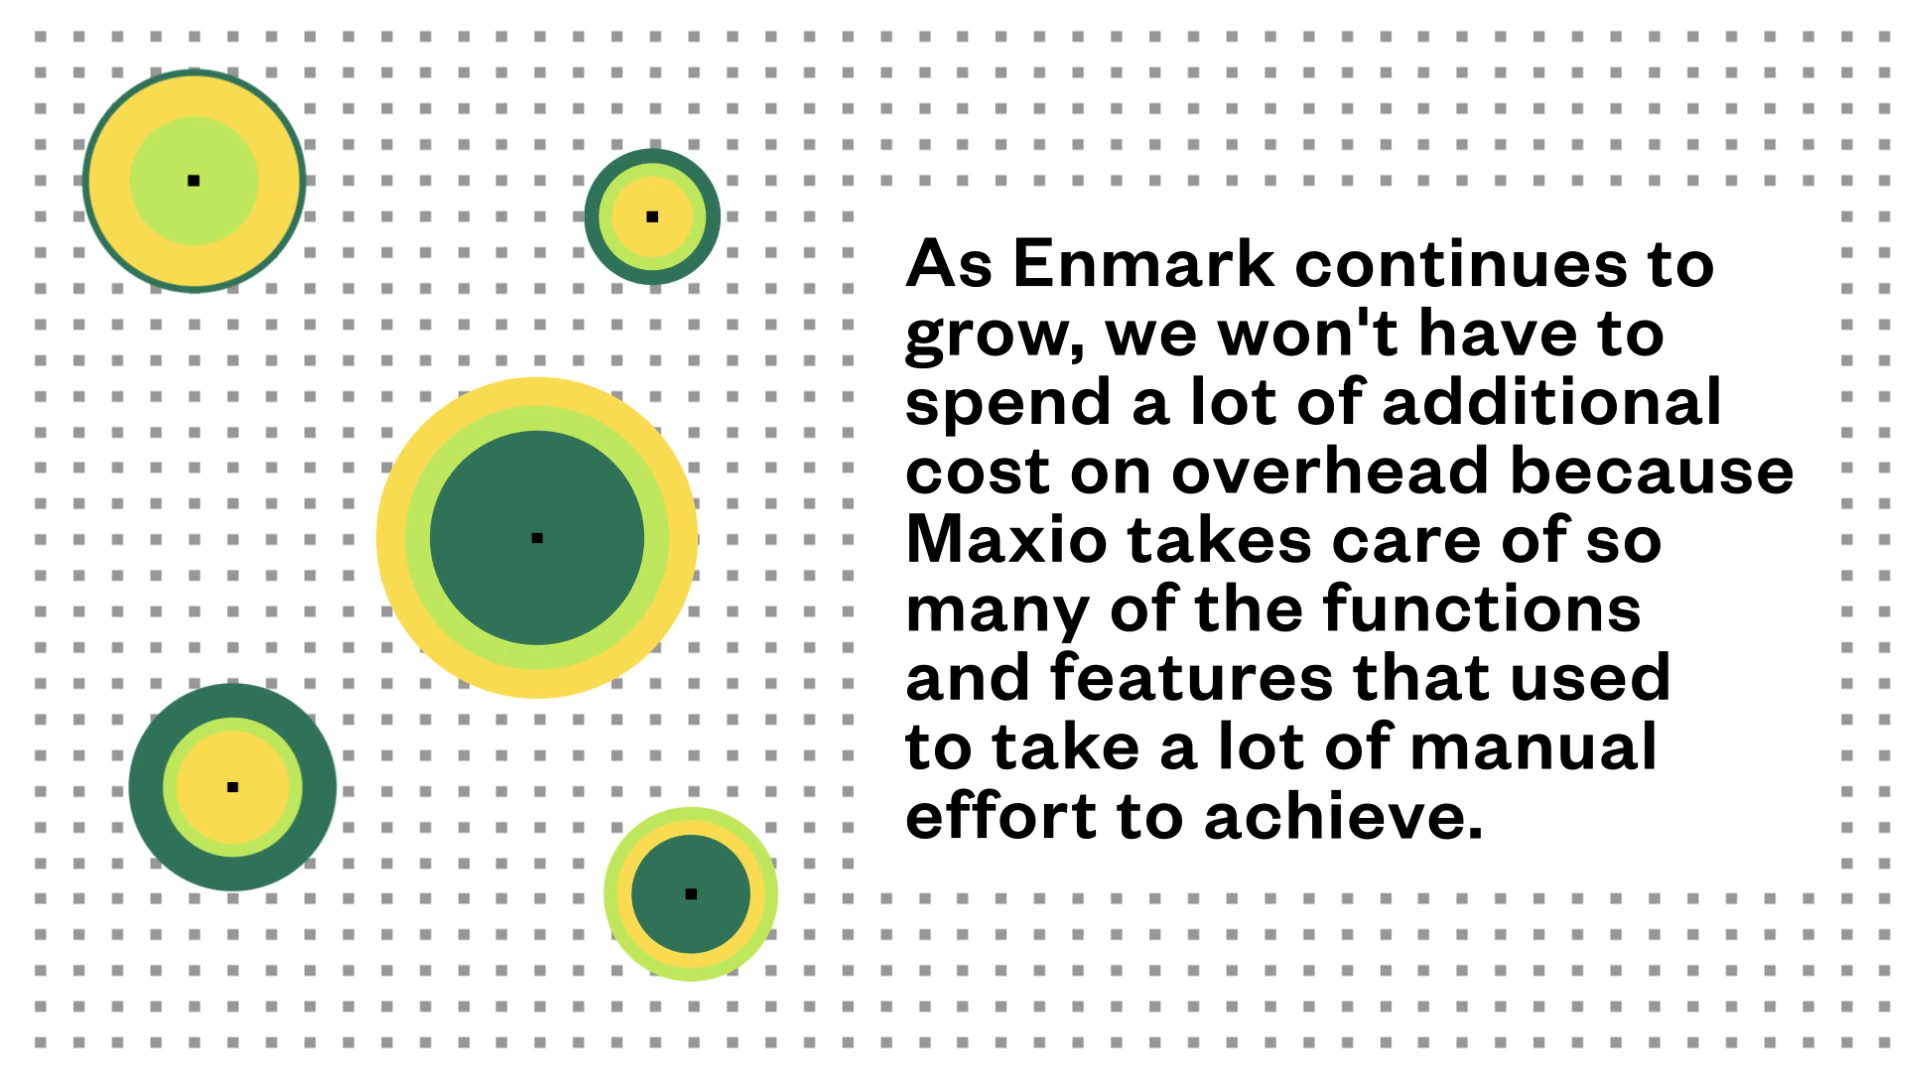 As Enmark continues to
grow, we won't have to
spend a lot of additional
cost on overhead because
Maxio takes care of so
many of the functions
and features that used
to take a lot of manual
effort to achieve.